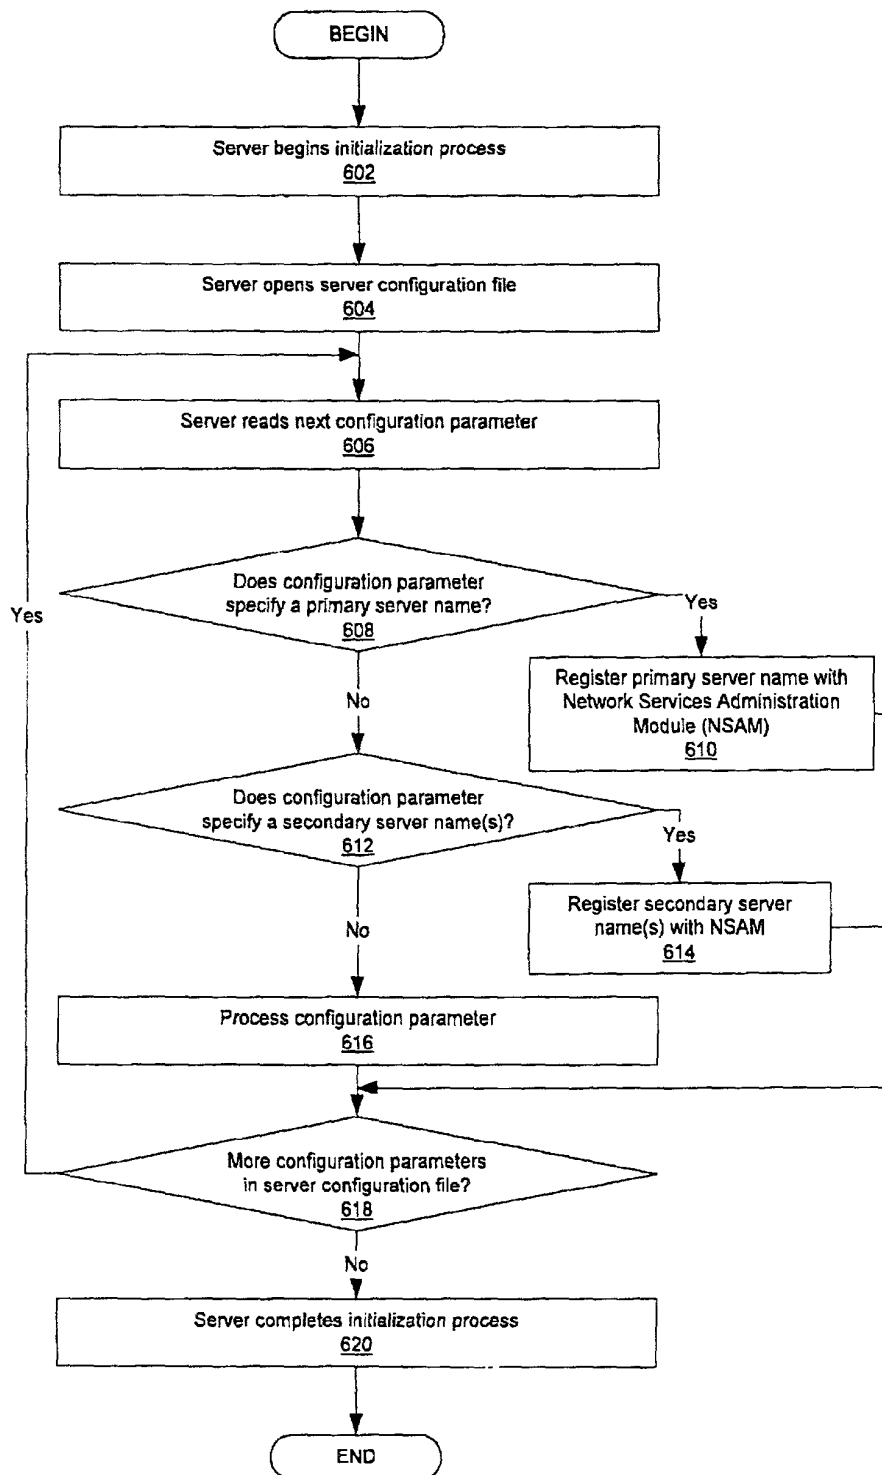 BEGIN
Server begins initialization process
602
Server opens server configuration file
604
Server reads next configuration parameter
606
Does configuration parameter
specify a primary server name?
608
Yes
Yes
Register primary server name with
Network Services Administration
Module (NSAM)
610
No
Does configuration parameter
specify a secondary server name(s)?
612
Yes
Register secondary server
name(s) with NSAM
614
No
Process configuration parameter
616
More configuration parameters
in server configuration file?
618
No
Server completes initialization process
620
END